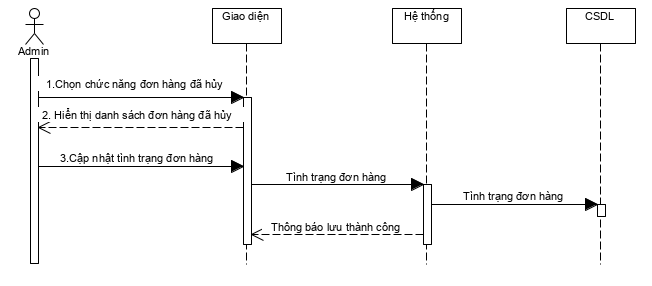 Giao diện
Hệ thống
CSDL
Admin
1.Chọn chức năng đơn hàng đã hủy
2. Hiển thị danh sách đơn hàng đã hủy
3.Cập nhật tình trạng đơn hàng
Tình trạng đơn hàng
Tình trạng đơn hàng
Thông báo lưu thành công